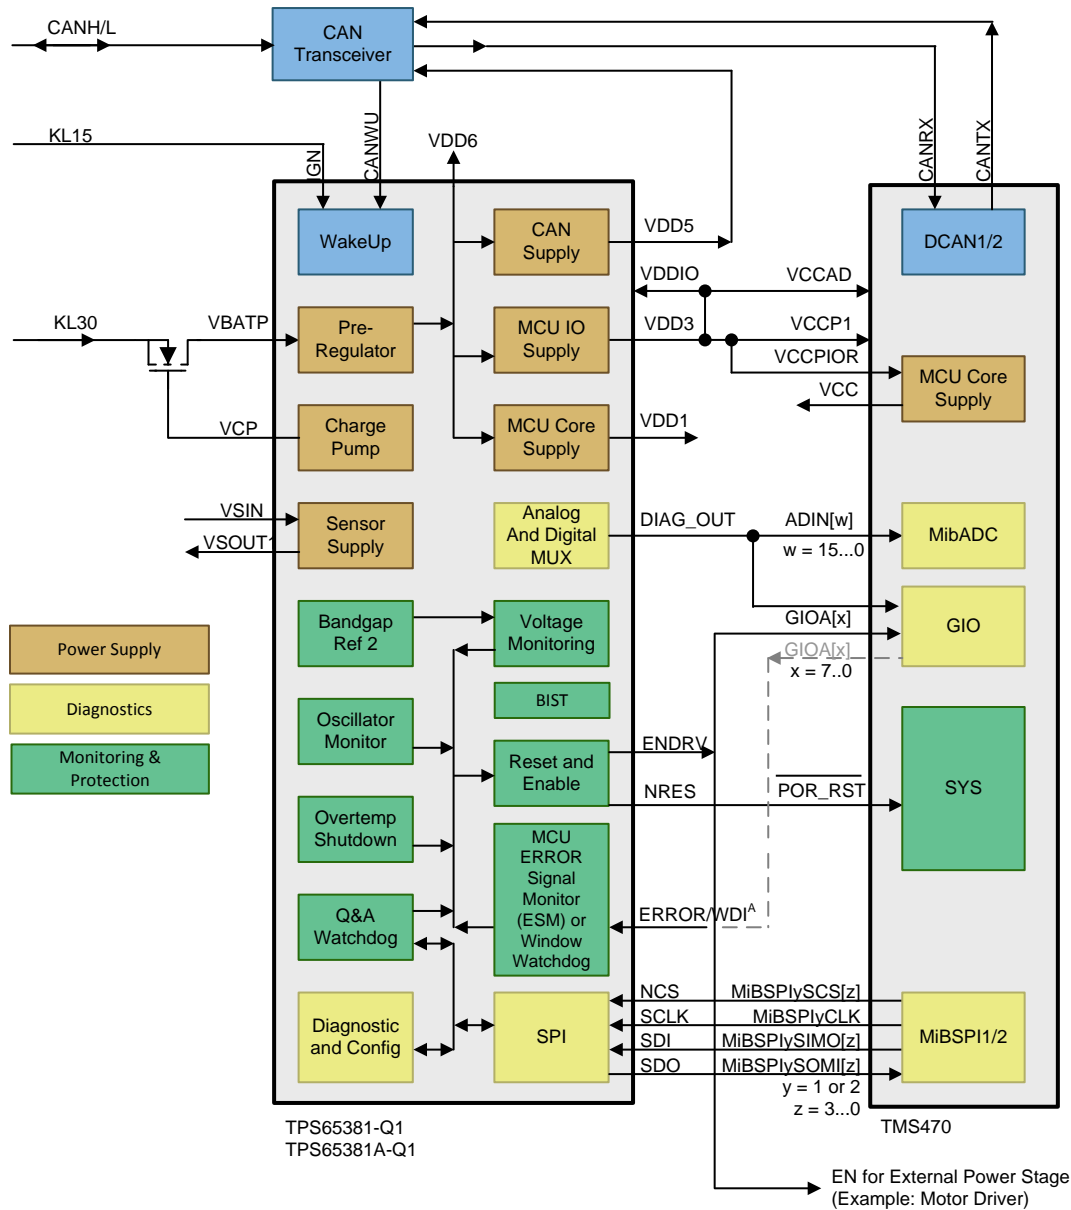 CANH/L
CAN
Transceiver
KL15
IGN
CANWU
VDD6
CANRX
CANTX
WakeUp
CAN
Supply
VDD5
DCAN1/2
VDDIO
VCCAD
KL30
VBATP
Pre-
Regulator
MCU IO
Supply
VDD3
VCCP1
VCCPIOR
VCC
MCU Core
Supply
VCP
Charge
Pump
MCU Core
Supply
VDD1
VSIN
VSOUT1
Sensor
Supply
Analog
And Digital
MUX
DIAG_OUT
ADIN[w]
w = 15...0
MibADC
Bandgap
Ref 2
Voltage
Monitoring
GIOA[x]
GIOA[x]
x = 7..0
GIO
Power Supply
Diagnostics
Monitoring &
Protection
BIST
Oscillator
Monitor
Reset and
Enable
ENDRV
NRES
POR_RST
SYS
Overtemp
Shutdown
MCU
ERROR
Signal
Monitor
(ESM) or
Window
Watchdog
Q&A
Watchdog
ERROR/WDIᴬ
Diagnostic
and Config
SPI
NCS
MiBSPIySCS[z]
SCLK
MiBSPIyCLK
SDI
MiBSPIySIMO[z]
SDO
MiBSPIySOMI[z]
y = 1 or 2
z = 3...0
MiBSPI1/2
TPS65381-Q1
TPS65381A-Q1
TMS470
EN for External Power Stage
(Example: Motor Driver)